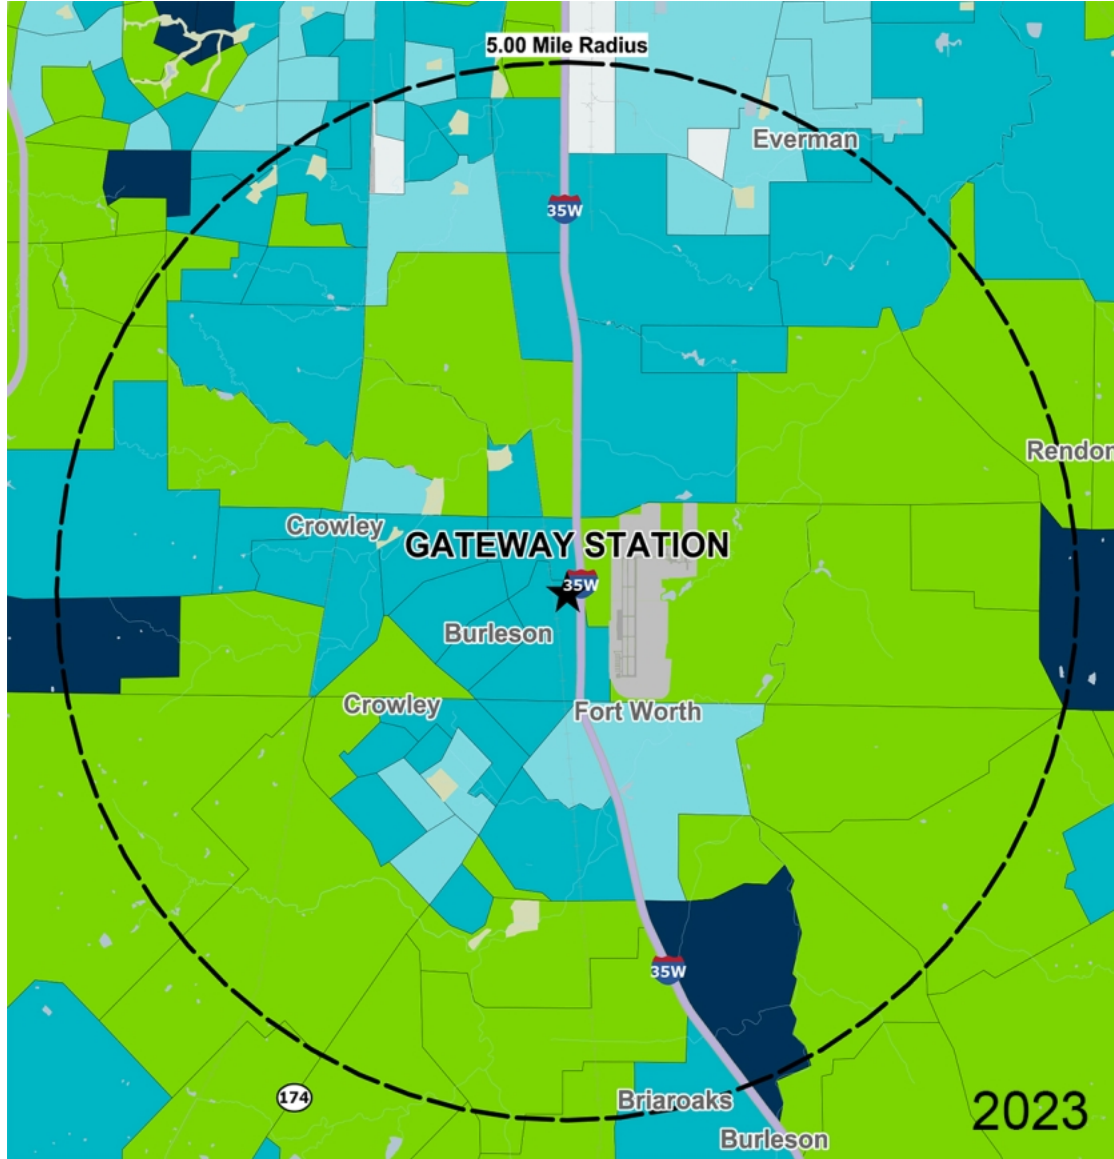 5.00 Mile Radius
Everman
35W
Rendon
Crowley
GATEWAY STATION
35W
Burleson
Crowley
Fort Worth
35W
174
Briaroaks
2023
Burleson